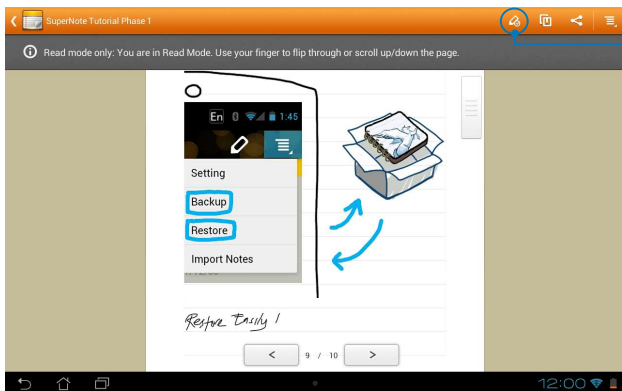 SuperNote Tutorial Phase 1
Read mode only: You are in Read Mode. Use your finger to flip through or scroll up/down the page.
En 1:45
Setting
Backup
Restore
Import Notes
Restore Easily !
9 / 10
12:00